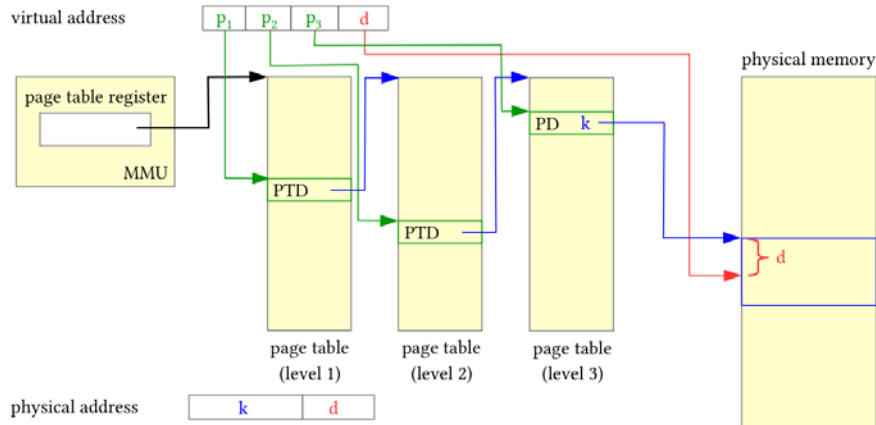 virtual address p₁ p₂ p₃ d
physical memory
page table register
MMU
PD k
PTD
PTD
d
page table
(level 1)
page table
(level 2)
page table
(level 3)
physical address k d